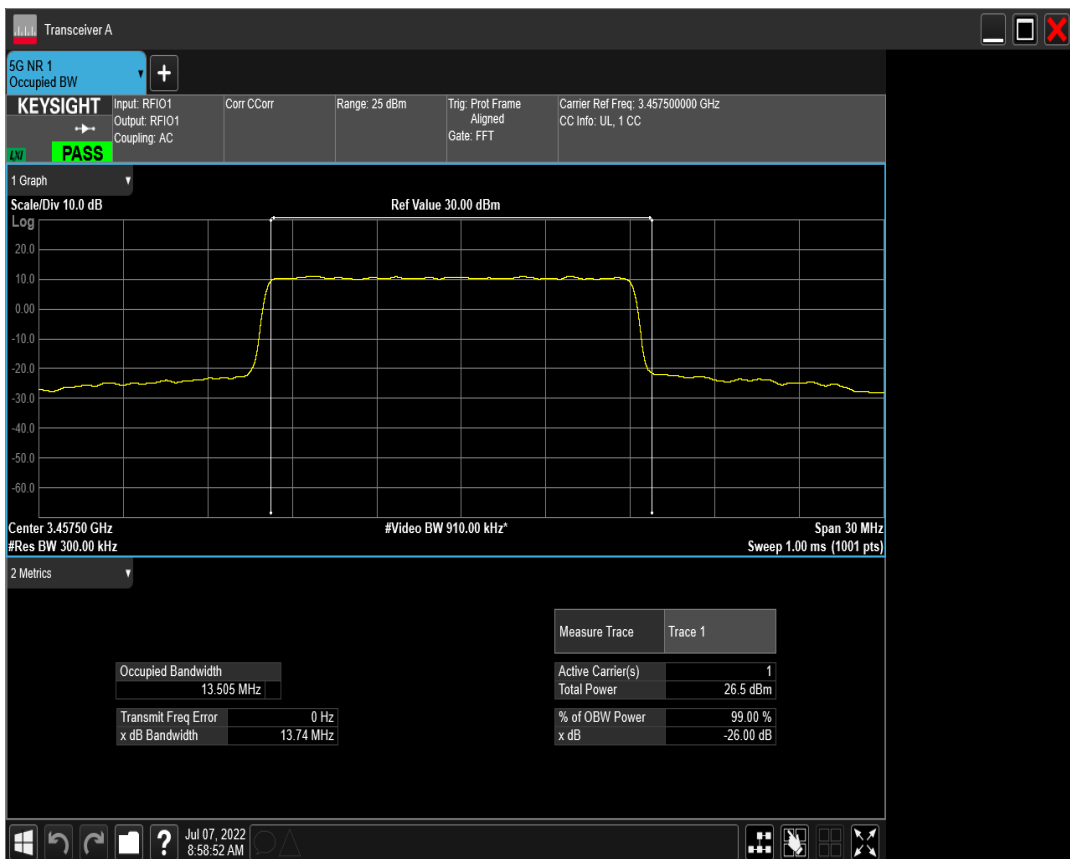 Transceiver A
5G NR 1
Occupied BW
+
KEYSIGHT
LXI
PASS
Input: RFIO1
Output: RFIO1
Coupling: AC
Corr CCorr
Range: 25 dBm
Trig: Prot Frame
Aligned
Gate: FFT
Carrier Ref Freq: 3.457500000 GHz
CC Info: UL, 1 CC
1 Graph
Scale/Div 10.0 dB
Ref Value 30.00 dBm
Log
20.0
10.0
0.00
-10.0
-20.0
-30.0
-40.0
-50.0
-60.0
Center 3.45750 GHz
#Video BW 910.00 kHz*
Span 30 MHz
#Res BW 300.00 kHz
Sweep 1.00 ms (1001 pts)
2 Metrics
Measure Trace Trace 1
Occupied Bandwidth
13.505 MHz
Active Carrier(s) 1
Total Power 26.5 dBm
Transmit Freq Error 0 Hz
x dB Bandwidth 13.74 MHz
% of OBW Power 99.00 %
x dB -26.00 dB
?
Jul 07, 2022
8:58:52 AM